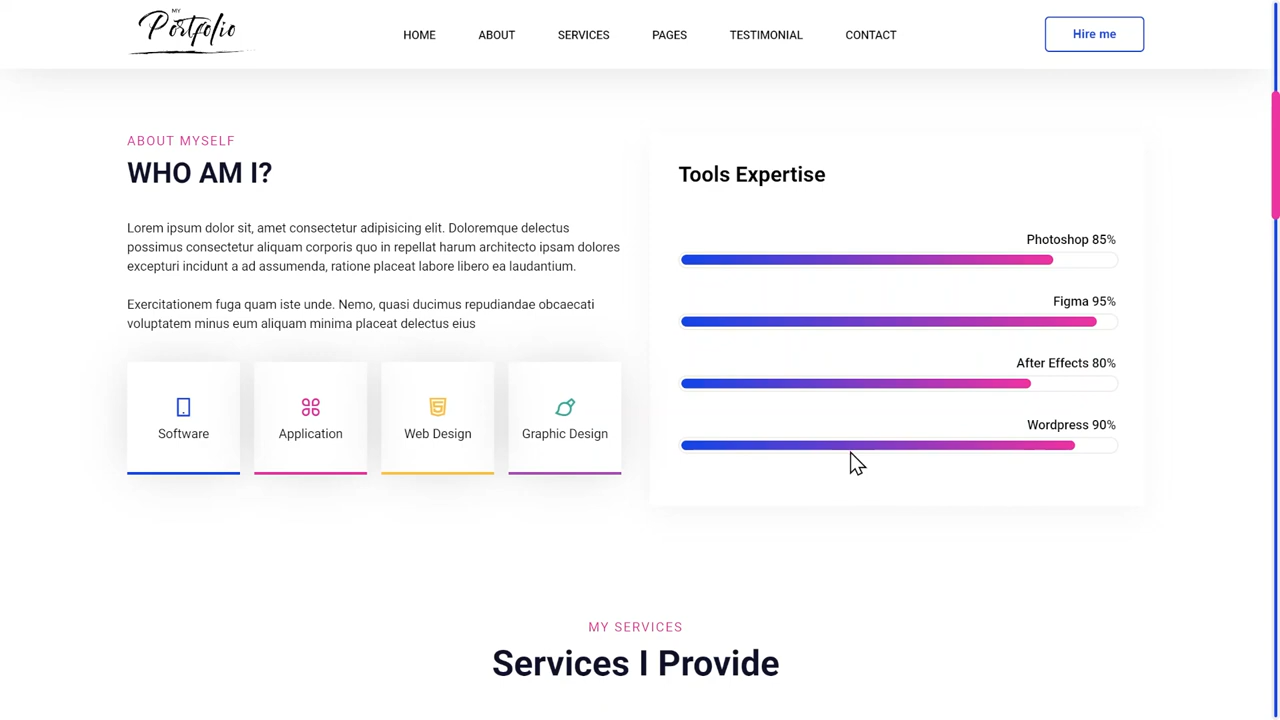 MY
Portfolio
HOME ABOUT SERVICES PAGES TESTIMONIAL CONTACT
Hire me
ABOUT MYSELF
WHO AM I?
Lorem ipsum dolor sit, amet consectetur adipisicing elit. Doloremque delectus
possimus consectetur aliquam corporis quo in repellat harum architecto ipsam dolores
excepturi incidunt a ad assumenda, ratione placeat labore libero ea laudantium.
Exercitationem fuga quam iste unde. Nemo, quasi ducimus repudiandae obcaecati
voluptatem minus eum aliquam minima placeat delectus eius
Software
Application
Web Design
Graphic Design
Tools Expertise
Photoshop 85%
Figma 95%
After Effects 80%
Wordpress 90%
MY SERVICES
Services I Provide